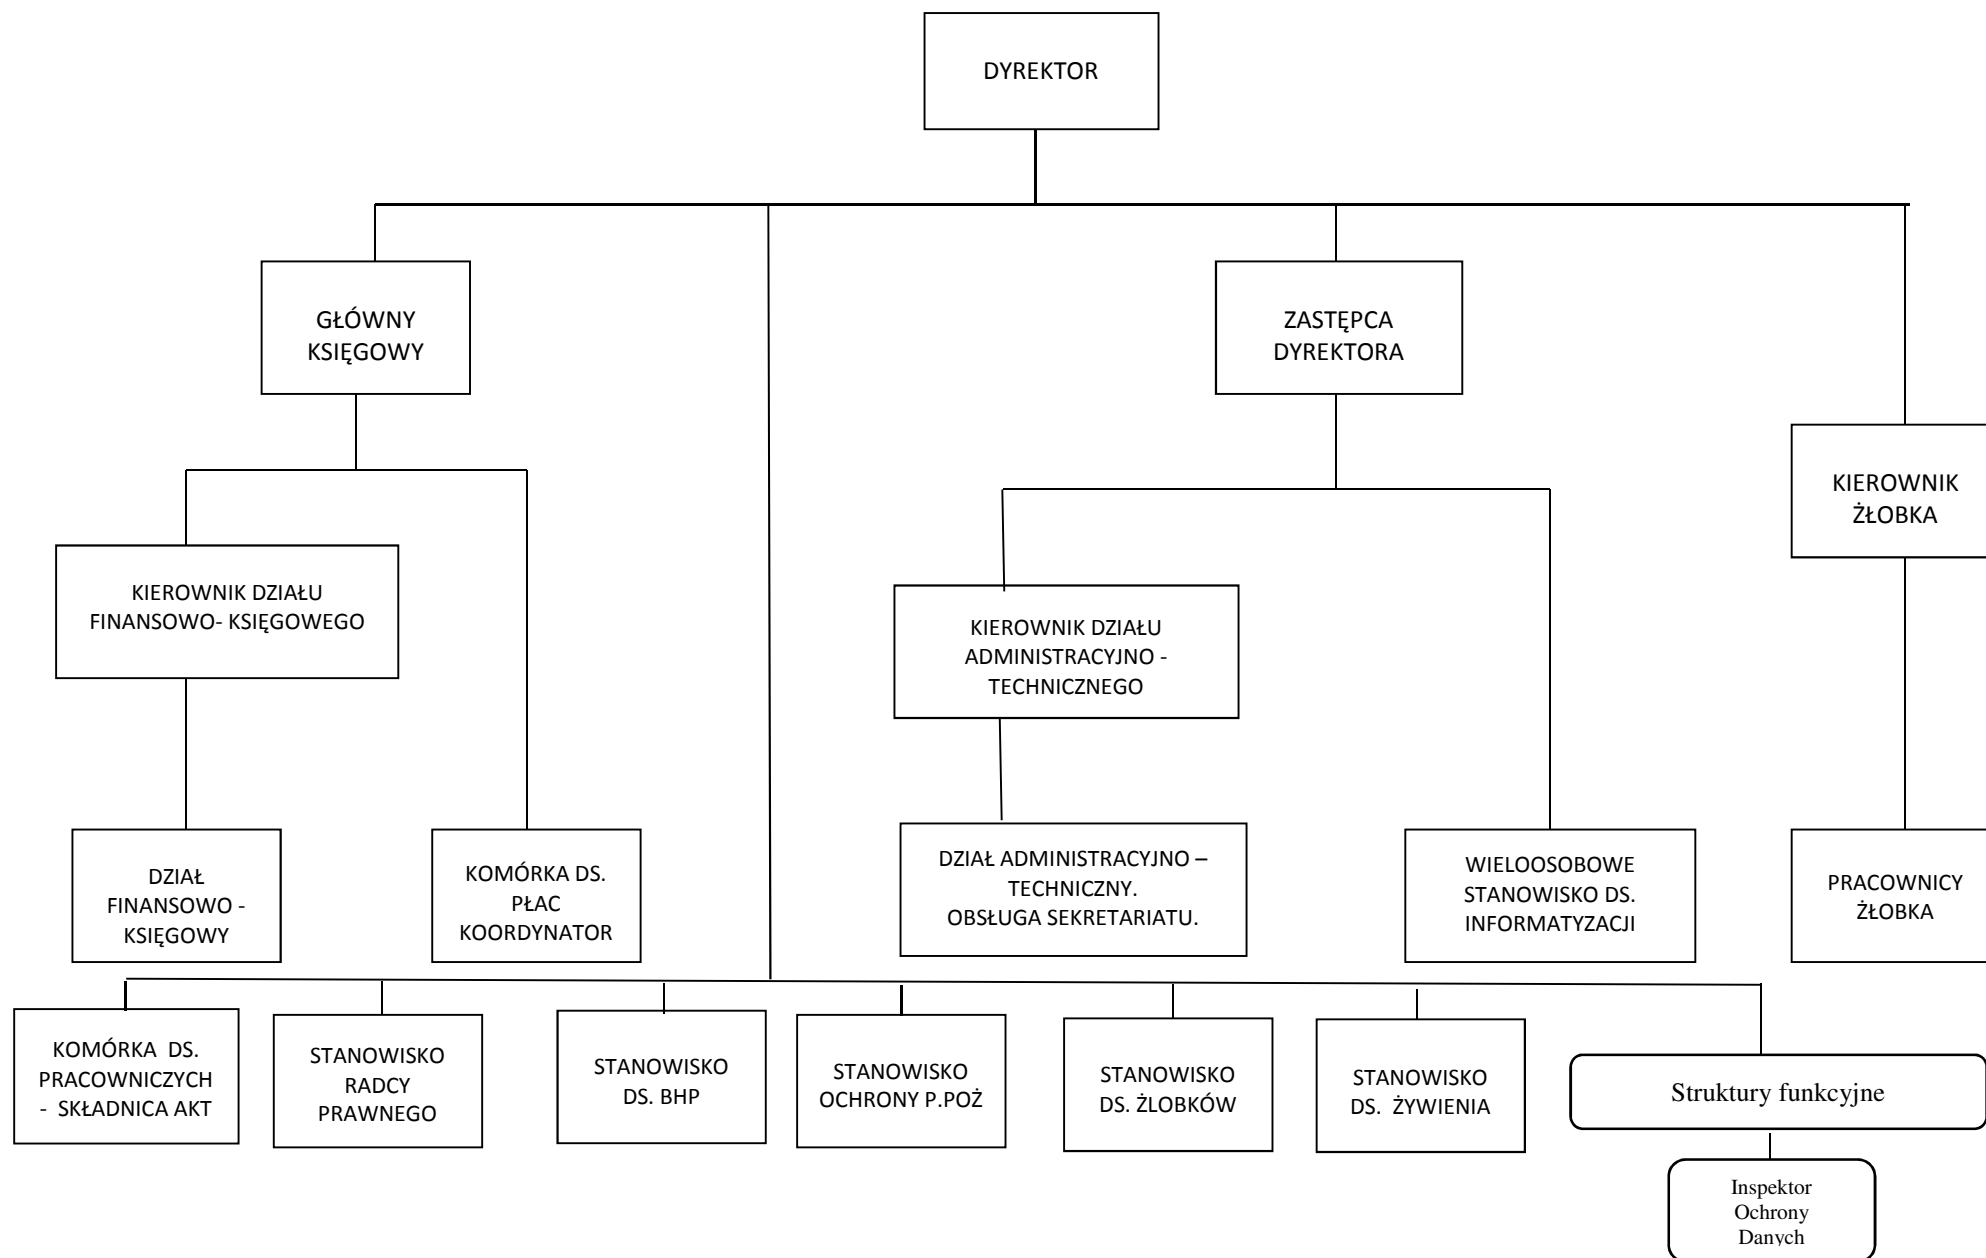 DYREKTOR
GŁÓWNY
KSIĘGOWY
ZASTĘPCA
DYREKTORA
KIEROWNIK
ŻŁOBKA
KIEROWNIK DZIAŁU
FINANSOWO- KSIĘGOWEGO
KIEROWNIK DZIAŁU
ADMINISTRACYJNO -
TECHNICZNEGO
DZIAŁ
FINANSOWO -
KSIĘGOWY
KOMÓRKA DS.
PŁAC
KOORDYNATOR
DZIAŁ ADMINISTRACYJNO –
TECHNICZNY.
OBSŁUGA SEKRETARIATU.
WIELOOSOBOWE
STANOWISKO DS.
INFORMATYZACJI
PRACOWNICY
ŻŁOBKA
KOMÓRKA DS.
PRACOWNICZYCH
- SKŁADNICA AKT
STANOWISKO
RADCY
PRAWNEGO
STANOWISKO
DS. BHP
STANOWISKO
OCHRONY P.POŻ
STANOWISKO
DS. ŻLOBKÓW
STANOWISKO
DS. ŻYWIENIA
Struktury funkcyjne
Inspektor
Ochrony
Danych